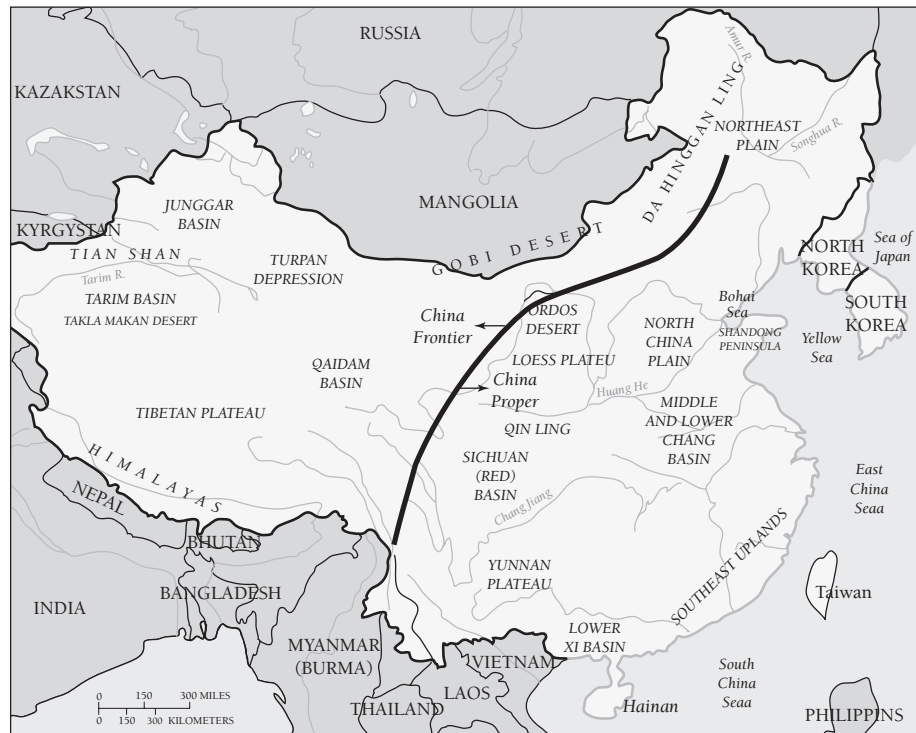 RUSSIA
KAZAKSTAN
Amur R.
DA HINGGAN LING
NORTHEAST
PLAIN
Songhua R.
JUNGGAR
BASIN
MANGOLIA
KYRGYSTAN
TIAN SHAN
TURPAN
DEPRESSION
GOBI DESERT
NORTH
KOREA
Sea of
Japan
Tarim R.
TARIM BASIN
TAKLA MAKAN DESERT
SOUTH
KOREA
China
Frontier
ORDOS
DESERT
Bohai
Sea
NORTH
CHINA
PLAIN
SHANDONG
PENINSULA
Yellow
Sea
QAIDAM
BASIN
LOESS PLATEU
China
Proper
Huang He
TIBETAN PLATEAU
QIN LING
MIDDLE
AND LOWER
CHANG
BASIN
HIMALAYAS
SICHUAN
(RED)
BASIN
East
China
Seaa
NEPAL
Chang Jiang
BHUTAN
YUNNAN
PLATEAU
SOUTHEAST UPLANDS
INDIA
BANGLADESH
Taiwan
MYANMAR
(BURMA)
LOWER
XI BASIN
VIETNAM
LAOS
South
China
Seaa
0 150 300 MILES
0 150 300 KILOMETERS
THAILAND
Hainan
PHILIPPINS